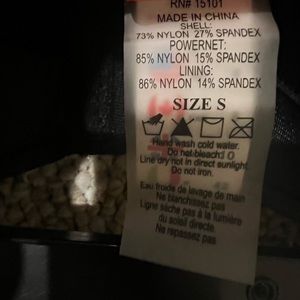 RN# 15101
MADE IN CHINA
SHELL:
73% NYLON 27% SPANDEX
POWERNET:
85% NYLON 15% SPANDEX
LINING:
86% NYLON 14% SPANDEX
SIZE S
Hand wash cold water.
Do not bleach.
Line dry not in direct sunlight.
Do not iron.
Eau froide de lavage de main
Ne blanchissez pas
Ligne sèche pas à la lumière
du soleil directe
Ne repassez pas